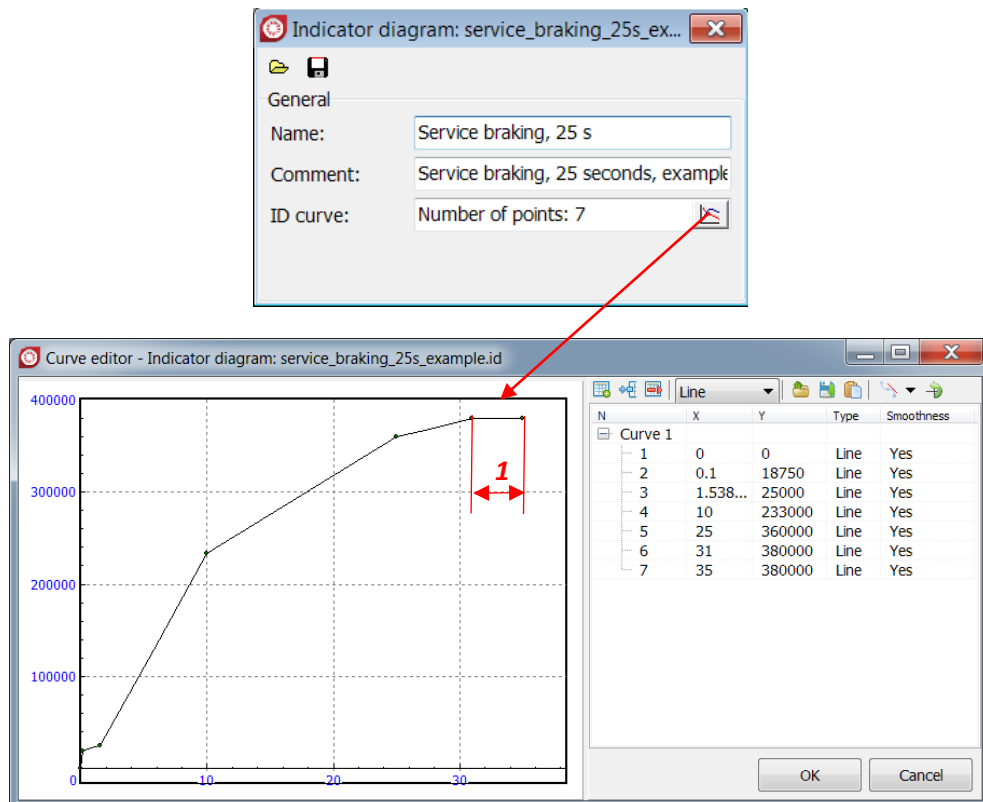 Indicator diagram: service_braking_25s_ex...
General
Name: Service braking, 25 s
Comment: Service braking, 25 seconds, example
ID curve: Number of points: 7
Curve editor - Indicator diagram: service_braking_25s_example.id
Line
400000
300000
200000
100000
0 10 20 30
1
N X Y Type Smoothness
Curve 1
1 0 0 Line Yes
2 0.1 18750 Line Yes
3 1.538... 25000 Line Yes
4 10 233000 Line Yes
5 25 360000 Line Yes
6 31 380000 Line Yes
7 35 380000 Line Yes
OK Cancel